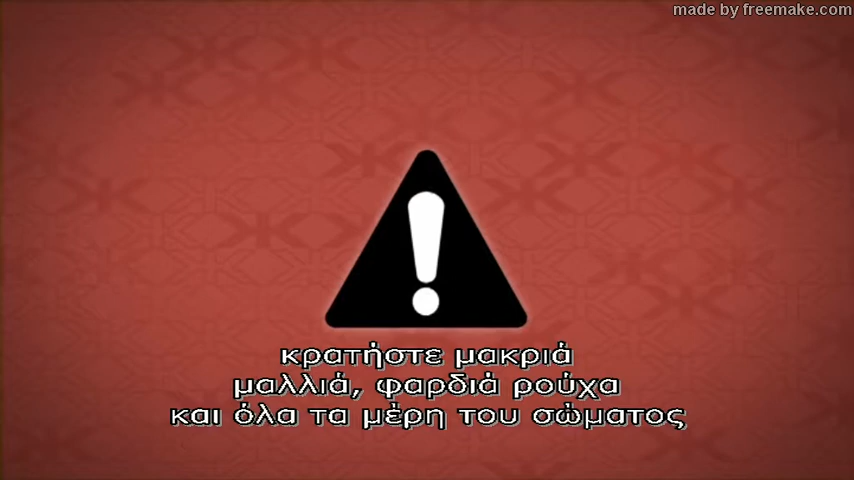 made by freemake.com
κρατήστε μακριά
μαλλιά, φαρδιά ρούχα
και όλα τα μέρη του σώματος